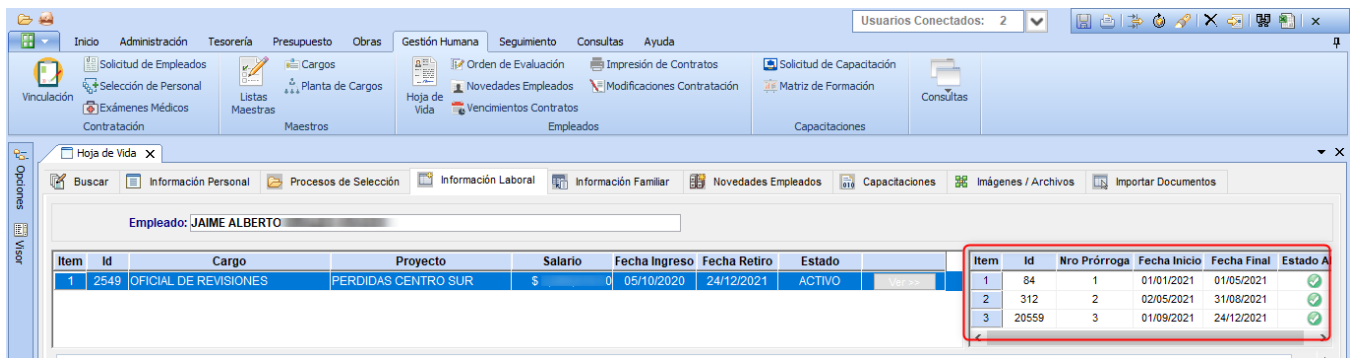 Usuarios Conectados: 2
Inicio Administración Tesorería Presupuesto Obras Gestión Humana Seguimiento Consultas Ayuda
Solicitud de Empleados Cargos Orden de Evaluación Impresión de Contratos Solicitud de Capacitación
Vinculación Selección de Personal Listas Maestras Planta de Cargos Hoja de Vida Novedades Empleados Modificaciones Contratación Matriz de Formación Consultas
Exámenes Médicos Vencimientos Contratos
Contratación Maestros Empleados Capacitaciones
Hoja de Vida
Opciones
Visor
Buscar Información Personal Procesos de Selección Información Laboral Información Familiar Novedades Empleados Capacitaciones Imágenes / Archivos Importar Documentos
Empleado: JAIME ALBERTO
Item Id Cargo Proyecto Salario Fecha Ingreso Fecha Retiro Estado
1 2549 OFICIAL DE REVISIONES PERDIDAS CENTRO SUR $ 0 05/10/2020 24/12/2021 ACTIVO Ver >>
Item Id Nro Prórroga Fecha Inicio Fecha Final Estado A
1 84 1 01/01/2021 01/05/2021
2 312 2 02/05/2021 31/08/2021
3 20559 3 01/09/2021 24/12/2021